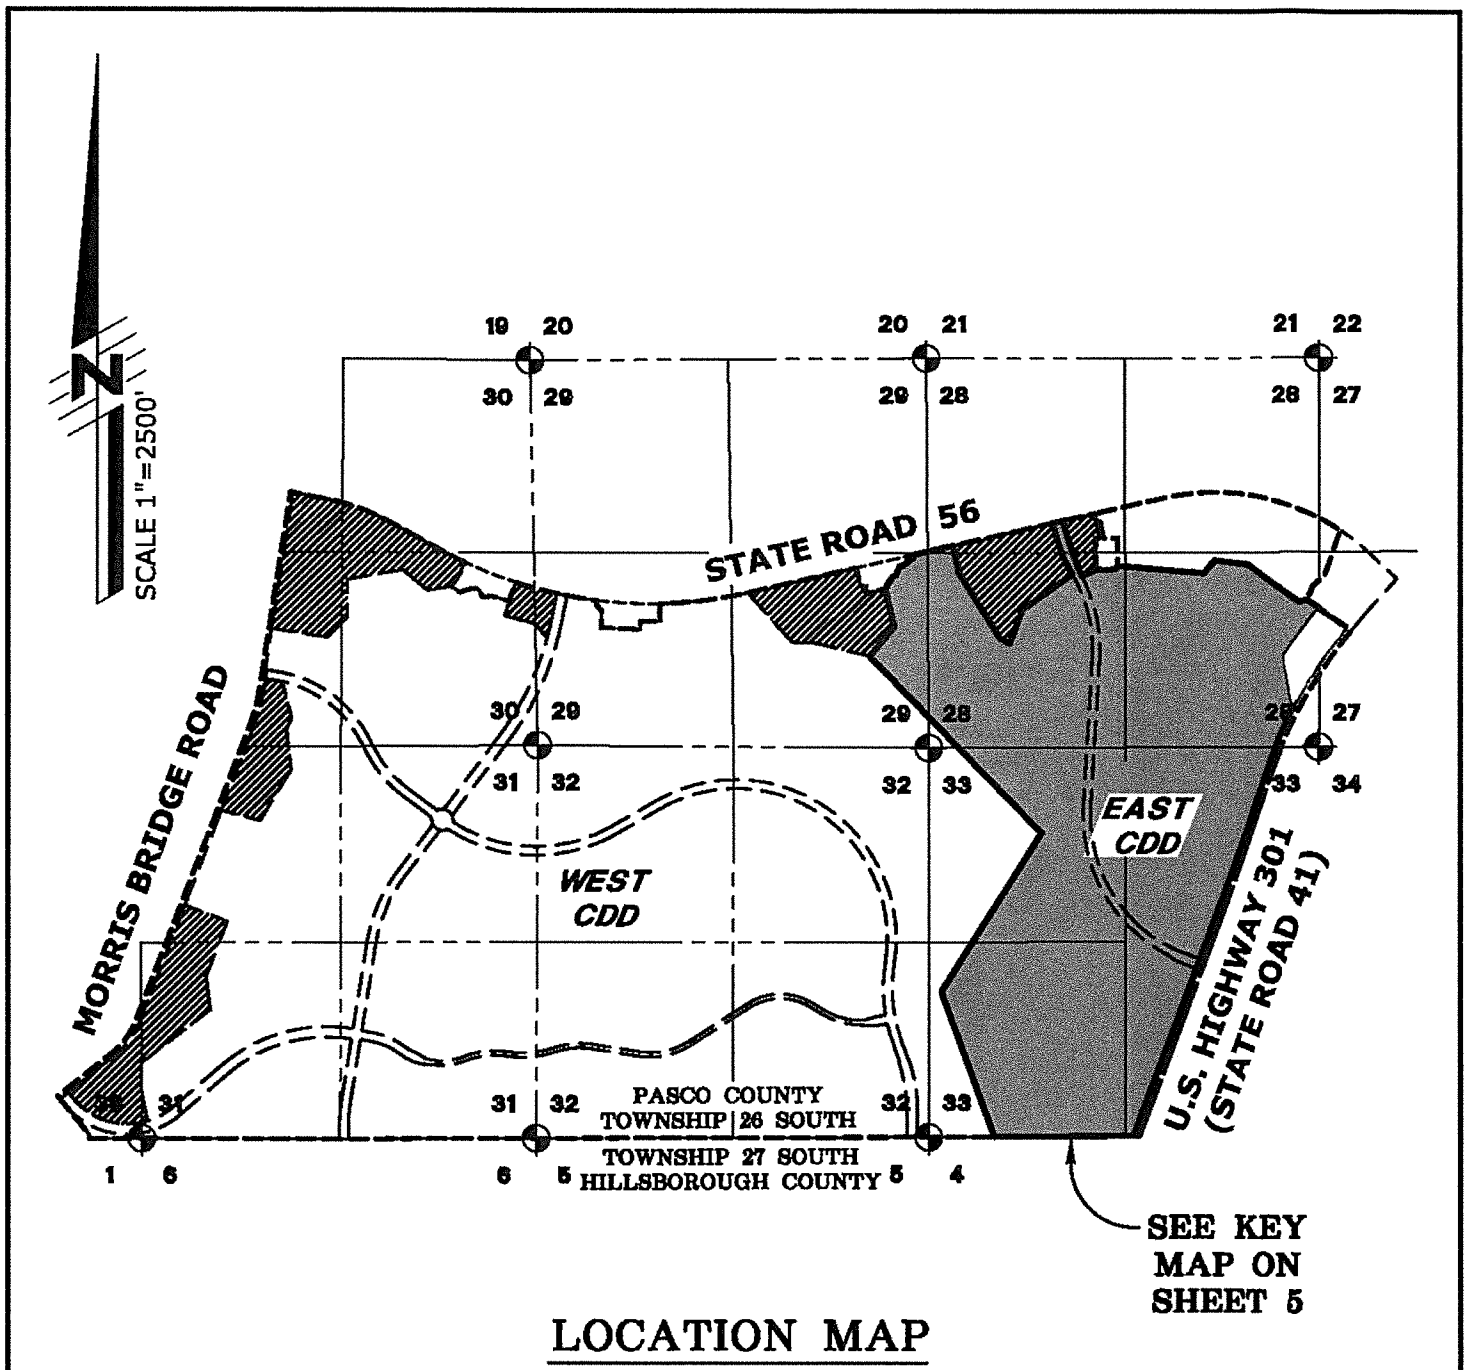 N
SCALE 1"=2500'
19 20
20 21
21 22
30 29
29 28
28 27
STATE ROAD 56
MORRIS BRIDGE ROAD
30 29
29 28
28 27
31 32
32 33
33 34
EAST
CDD
WEST
CDD
U.S. HIGHWAY 301
(STATE ROAD 41)
31
31 32
PASCO COUNTY
TOWNSHIP 26 SOUTH
32 33
1 6
6 5
TOWNSHIP 27 SOUTH
HILLSBOROUGH COUNTY
5 4
SEE KEY
MAP ON
SHEET 5
LOCATION MAP